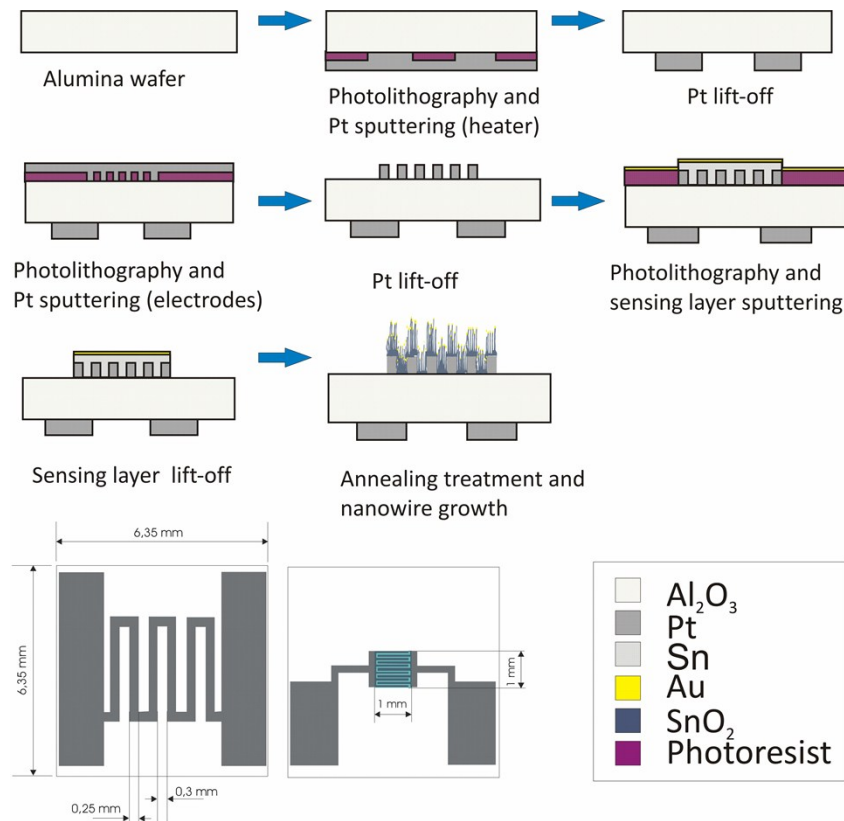 Alumina wafer
Photolithography and
Pt sputtering (heater)
Pt lift-off
Photolithography and
Pt sputtering (electrodes)
Pt lift-off
Photolithography and
sensing layer sputtering
Sensing layer lift-off
Annealing treatment and
nanowire growth
6,35 mm
6,35 mm
0,25 mm
0,3 mm
1 mm
1 mm
Al₂O₃
Pt
Sn
Au
SnO₂
Photoresist